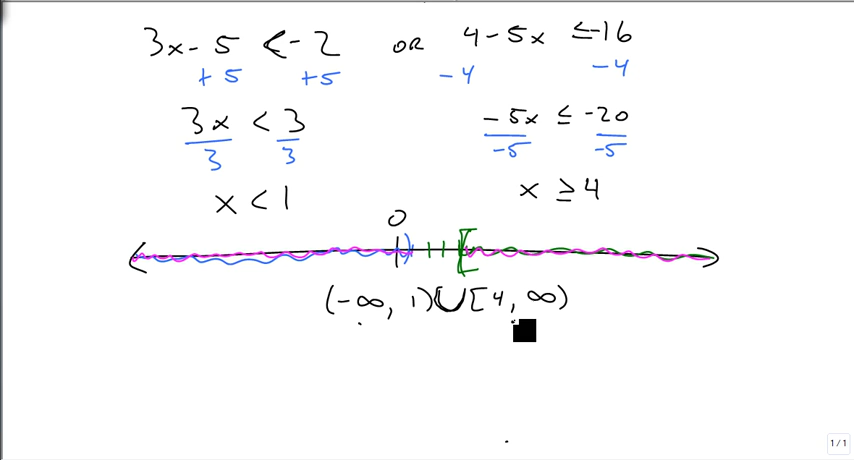 3x - 5 < -2 OR 4 - 5x ≤ -16
+ 5 +5 - 4 - 4
3x < 3 - 5x ≤ -20
3 3 -5 -5
x < 1 x ≥ 4
0
(-∞, 1) ∪ [4, ∞)
1 / 1